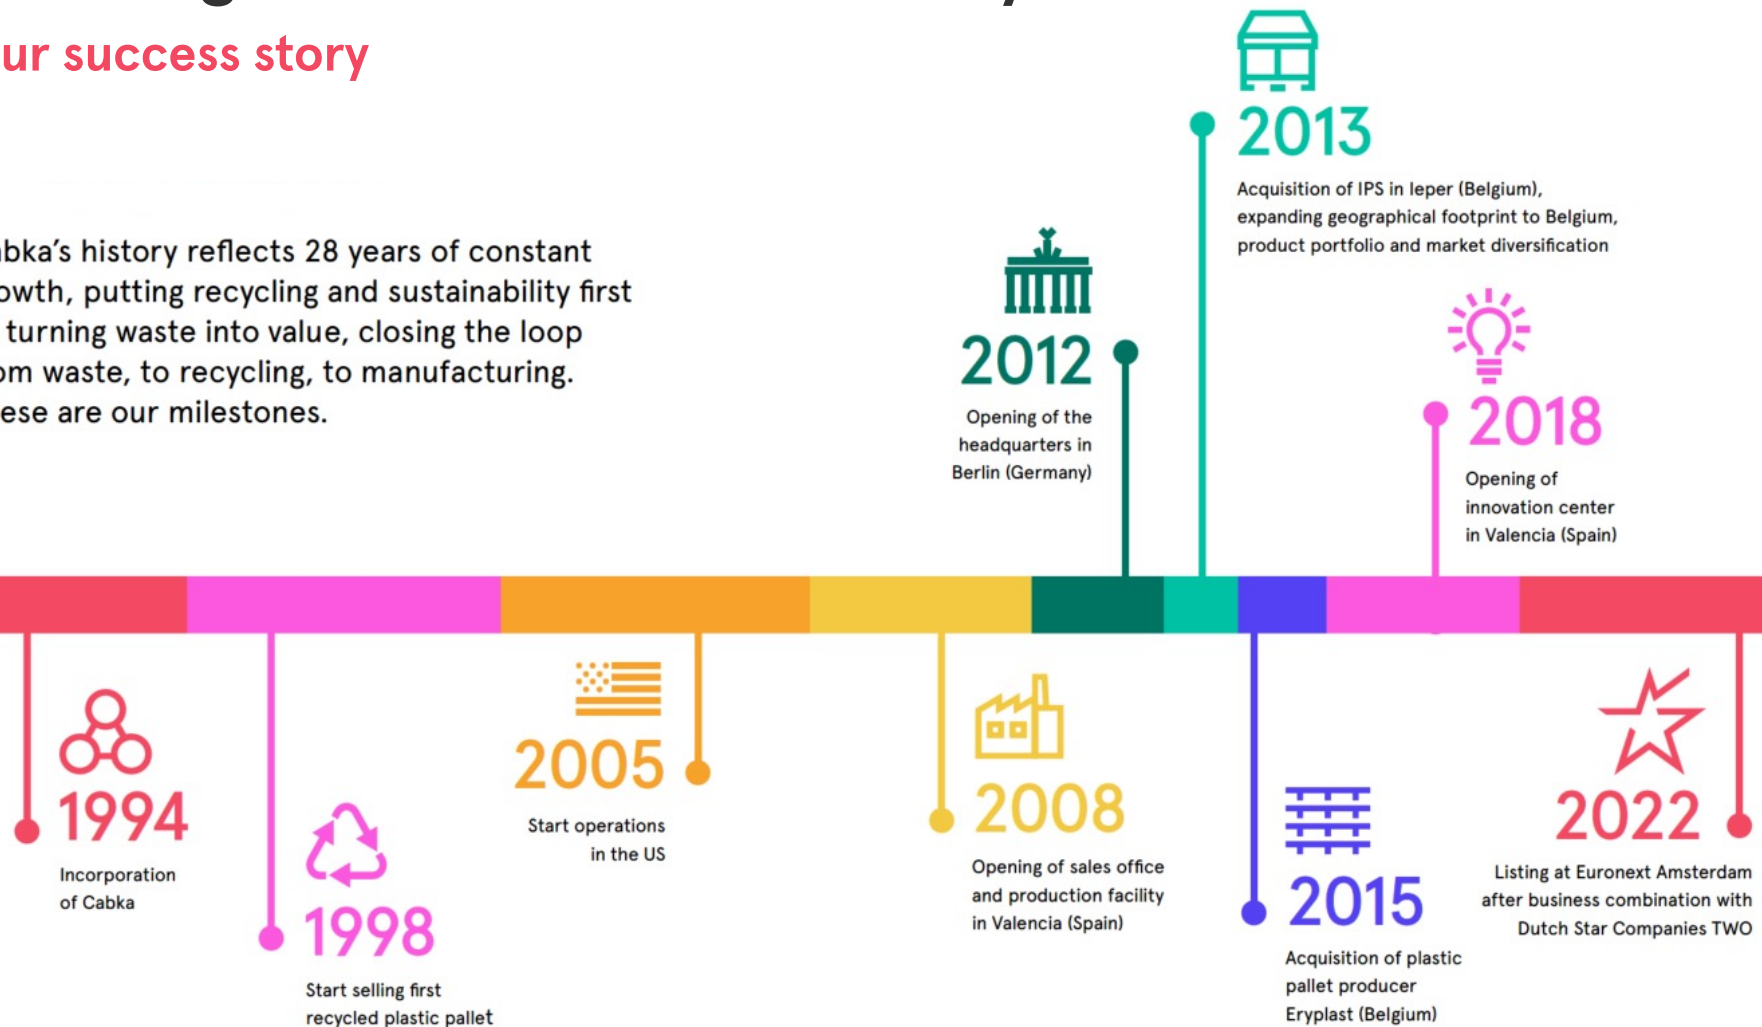 ur success story
abka's history reflects 28 years of constant
owth, putting recycling and sustainability first
turning waste into value, closing the loop
om waste, to recycling, to manufacturing.
ese are our milestones.
2013
Acquisition of IPS in Ieper (Belgium),
expanding geographical footprint to Belgium,
product portfolio and market diversification
2012
Opening of the
headquarters in
Berlin (Germany)
2018
Opening of
innovation center
in Valencia (Spain)
1994
Incorporation
of Cabka
1998
Start selling first
recycled plastic pallet
2005
Start operations
in the US
2008
Opening of sales office
and production facility
in Valencia (Spain)
2015
Acquisition of plastic
pallet producer
Eryplast (Belgium)
2022
Listing at Euronext Amsterdam
after business combination with
Dutch Star Companies TWO